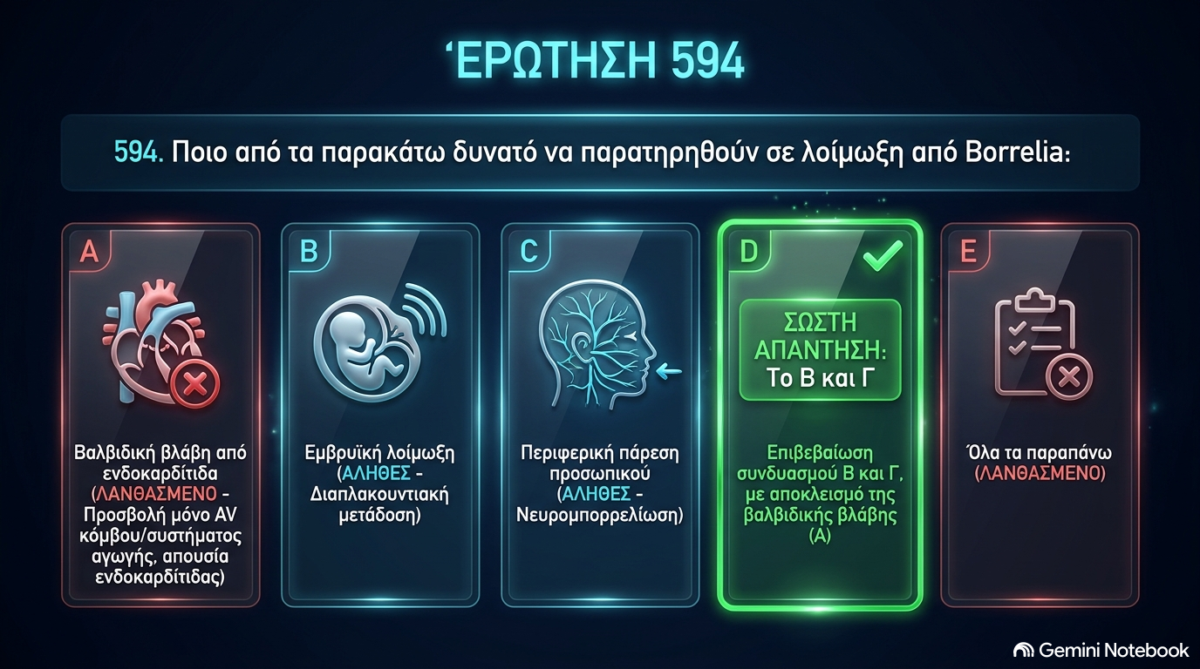 ‘ΕΡΩΤΗΣΗ 594
594. Ποιο από τα παρακάτω δυνατό να παρατηρηθούν σε λοίμωξη από Borrelia:
A
Βαλβιδική βλάβη από
ενδοκαρδίτιδα
(ΛΑΝΘΑΣΜΕΝΟ -
Προσβολή μόνο AV
κόμβου/συστήματος
αγωγής, απουσία
ενδοκαρδίτιδας)
B
Εμβρυϊκή λοίμωξη
(ΑΛΗΘΕΣ -
Διαπλακουντιακή
μετάδοση)
C
Περιφερική πάρεση
προσωπικού
(ΑΛΗΘΕΣ -
Νευρομπορρελίωση)
D
ΣΩΣΤΗ
ΑΠΑΝΤΗΣΗ:
Το Β και Γ
Επιβεβαίωση
συνδυασμού Β και Γ,
με αποκλεισμό της
βαλβιδικής βλάβης
(Α)
E
Όλα τα παραπάνω
(ΛΑΝΘΑΣΜΕΝΟ)
Gemini Notebook